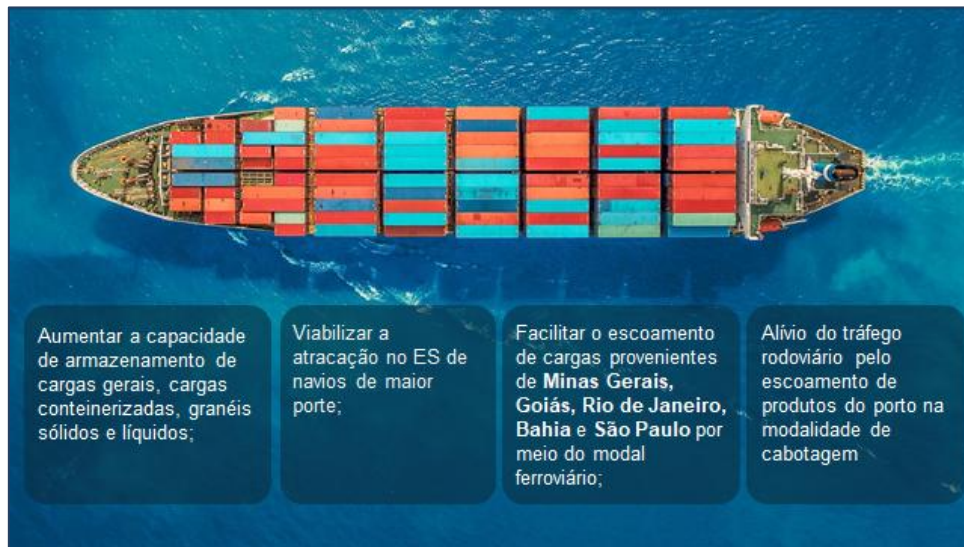 Aumentar a capacidade
de armazenamento de
cargas gerais, cargas
conteinerizadas, granéis
sólidos e líquidos;
Viabilizar a
atracação no ES de
navios de maior
porte;
Facilitar o escoamento
de cargas provenientes
de Minas Gerais,
Goiás, Rio de Janeiro,
Bahia e São Paulo por
meio do modal
ferroviário;
Alívio do tráfego
rodoviário pelo
escoamento de
produtos do porto na
modalidade de
cabotagem